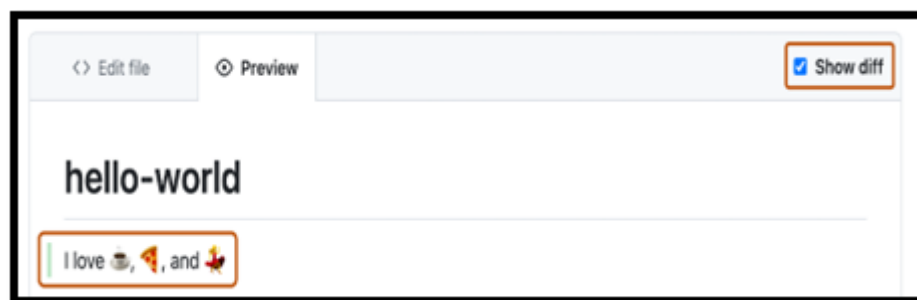 <> Edit file
Preview
Show diff
hello-world
I love ☕, 🍕, and 💃